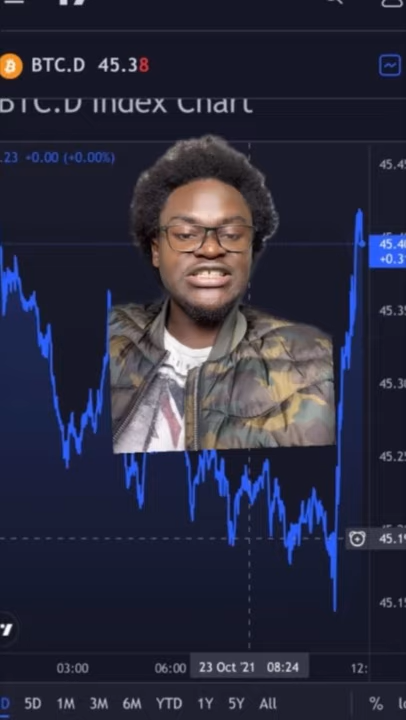 BTC.D 45.38
BTC.D Index Chart
.23 +0.00 (+0.00%)
45.45
45.40
+0.3
45.35
45.30
45.25
45.19
45.15
03:00 06:00 23 Oct '21 08:24 12:
D 5D 1M 3M 6M YTD 1Y 5Y All %